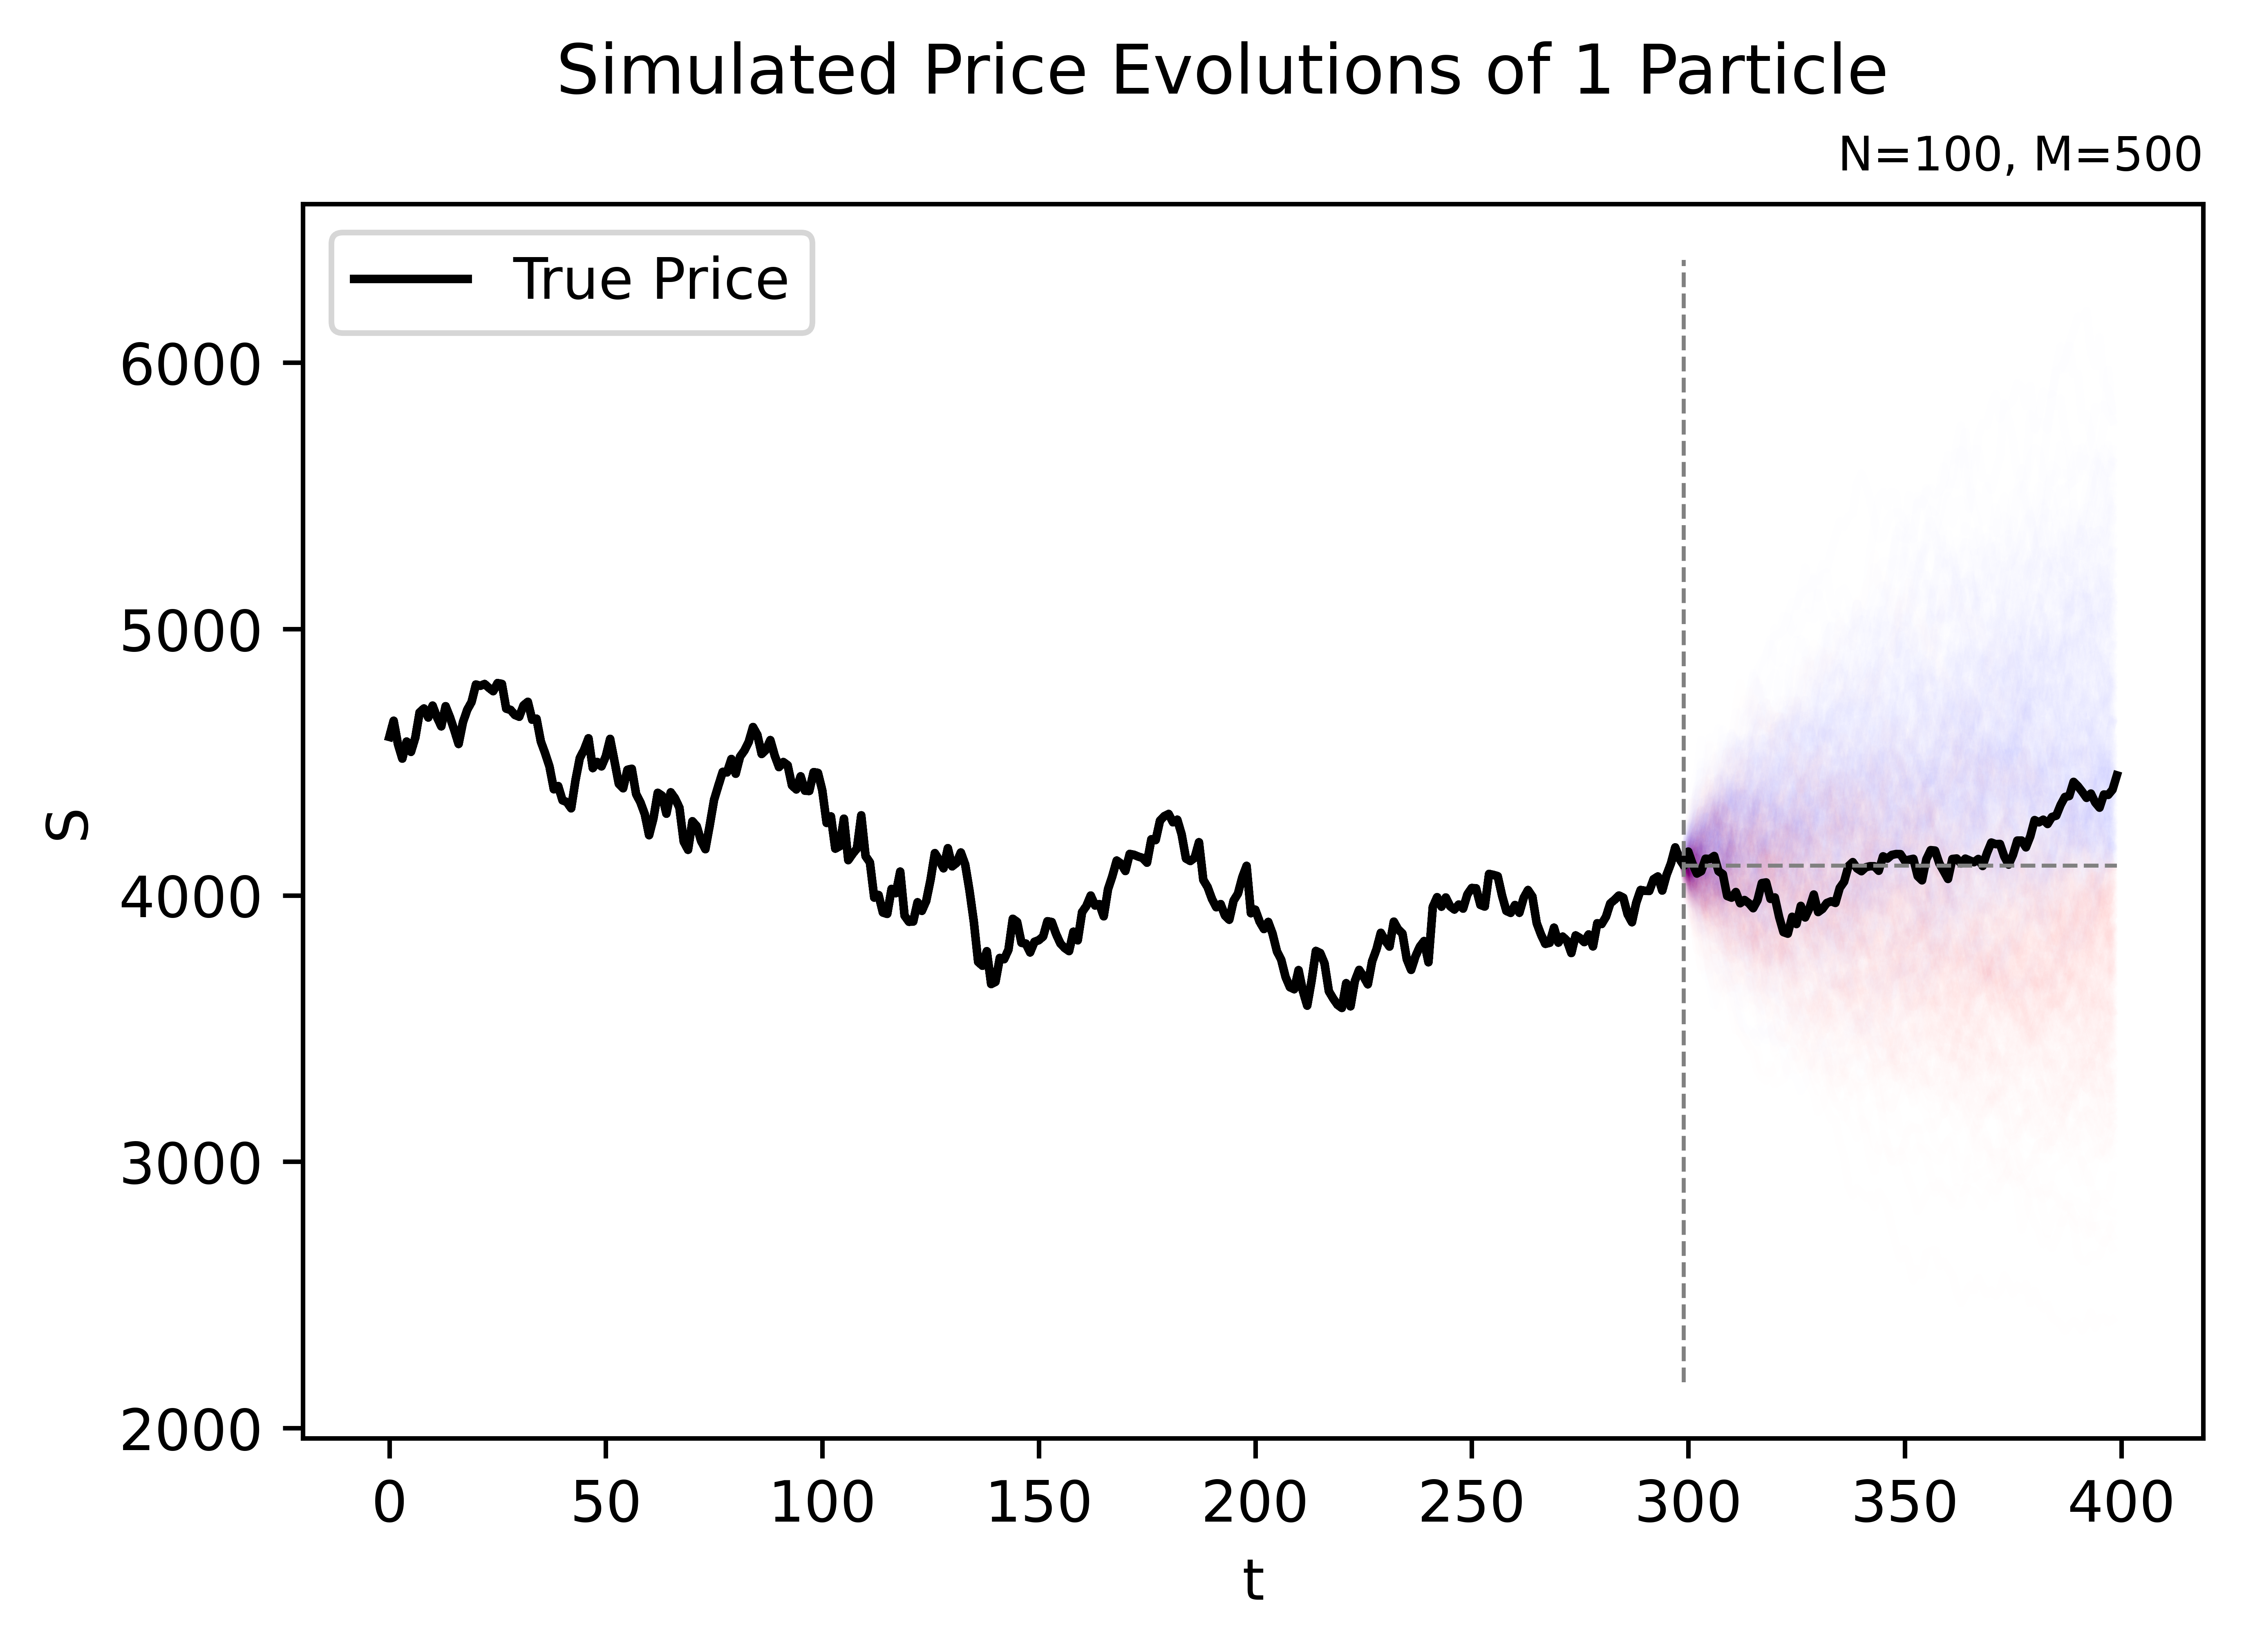 Simulated Price Evolutions of 1 Particle
N=100, M=500
True Price
6000
5000
4000
3000
2000
S
0 50 100 150 200 250 300 350 400
t